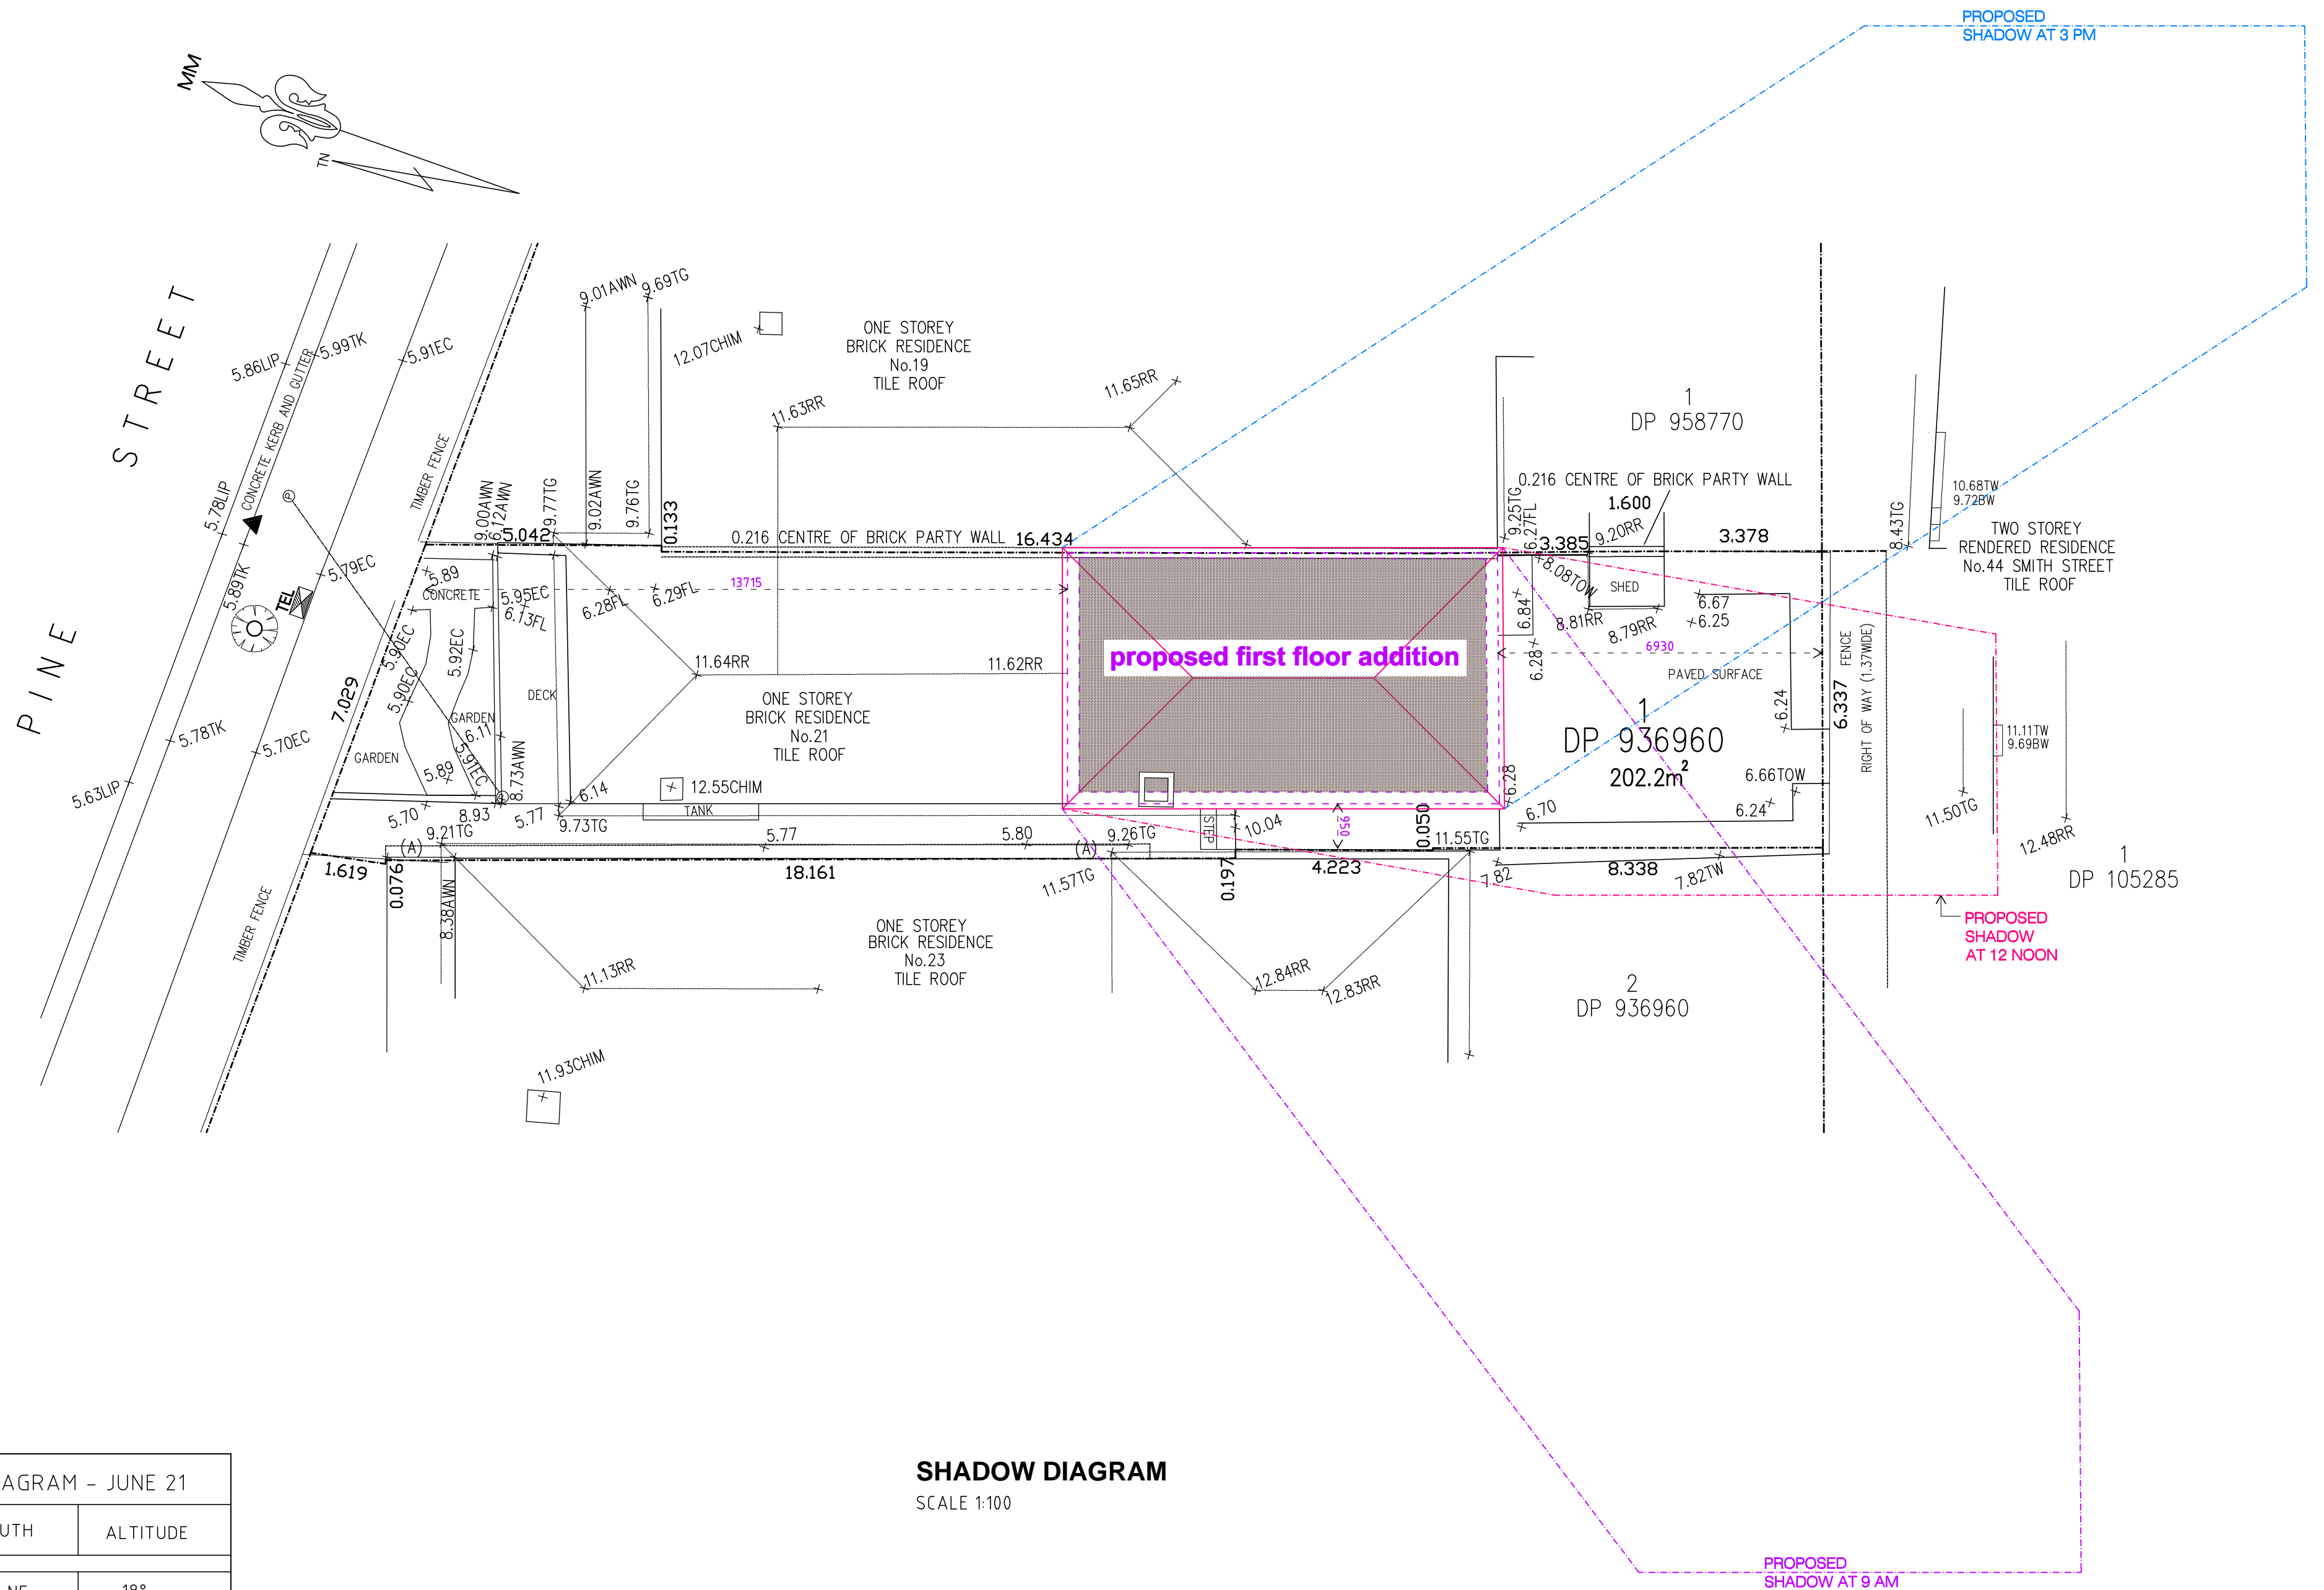 PROPOSED
SHADOW AT 3 PM
MM
TN
PINE STREET
5.86LIP
5.99TK
5.91EC
CONCRETE KERB AND GUTTER
5.78LIP
5.89TK
5.79EC
TEL
P
5.78TK
5.70EC
5.63LIP
TIMBER FENCE
TIMBER FENCE
7.029
9.01AWN
9.69TG
12.07CHIM
ONE STOREY
BRICK RESIDENCE
No.19
TILE ROOF
11.63RR
11.65RR
9.00AWN
6.12AWN
5.042
9.77TG
9.02AWN
9.76TG
0.133
0.216 CENTRE OF BRICK PARTY WALL
16.434
13715
5.89
CONCRETE
5.95EC
6.13FL
6.28FL
6.29FL
5.90EC
5.90EC
5.92EC
GARDEN
GARDEN
6.11
5.91EC
5.89
DECK
8.73AWN
11.64RR
11.62RR
ONE STOREY
BRICK RESIDENCE
No.21
TILE ROOF
12.55CHIM
TANK
6.14
5.70
8.93
5.77
9.21TG
9.73TG
5.77
5.80
9.26TG
(A)
(A)
1.619
0.076
8.38AWN
18.161
11.57TG
0.197
STEP
10.04
950
0.050
4.223
11.55TG
proposed first floor addition
1
DP 958770
0.216 CENTRE OF BRICK PARTY WALL
1.600
9.25TG
6.27FL
3.385
9.20RR
3.378
8.08TOW
SHED
6.84
8.81RR
8.79RR
6.67
6.25
6.28
6930
PAVED SURFACE
1
DP 936960
202.2m²
6.24
6.66TOW
6.24
6.28
6.70
7.82
8.338
7.82TW
FENCE
6.337
RIGHT OF WAY (1.37WIDE)
8.43TG
10.68TW
9.72BW
TWO STOREY
RENDERED RESIDENCE
No.44 SMITH STREET
TILE ROOF
11.11TW
9.69BW
11.50TG
12.48RR
1
DP 105285
PROPOSED
SHADOW
AT 12 NOON
ONE STOREY
BRICK RESIDENCE
No.23
TILE ROOF
11.13RR
12.84RR
12.83RR
11.93CHIM
2
DP 936960
AGRAM - JUNE 21
UTH
ALTITUDE
NE
18°
SHADOW DIAGRAM
SCALE 1:100
PROPOSED
SHADOW AT 9 AM